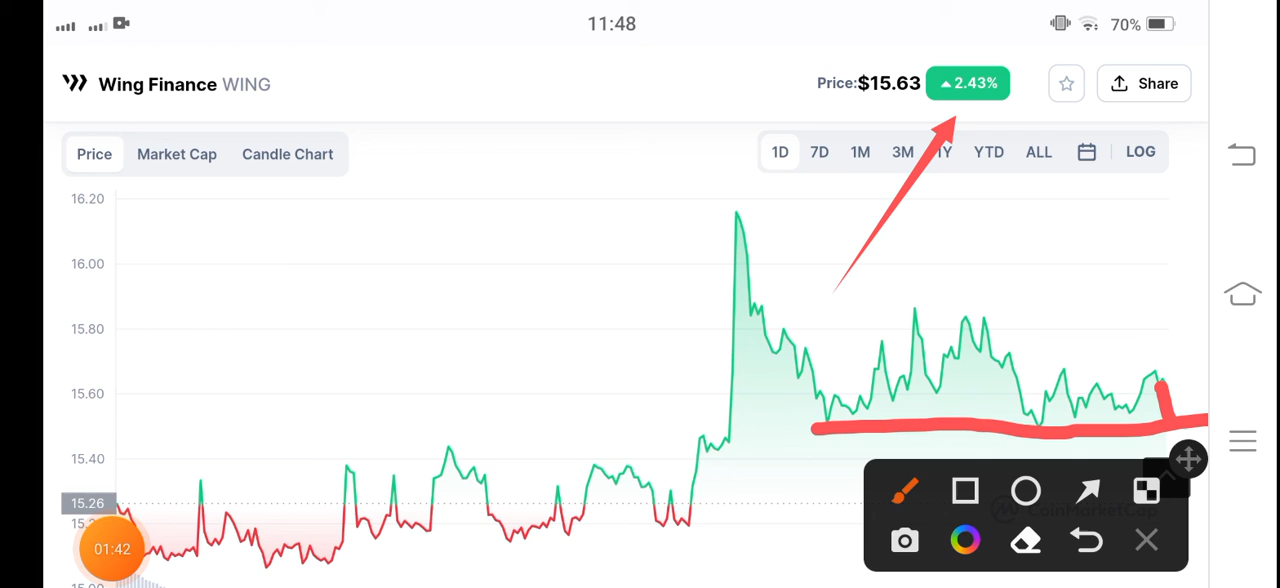 11:48
70%
Wing Finance WING
Price:$15.63
2.43%
Share
Price Market Cap Candle Chart
1D 7D 1M 3M 1Y YTD ALL LOG
16.20
16.00
15.80
15.60
15.40
15.26
01:42
CoinMarketCap